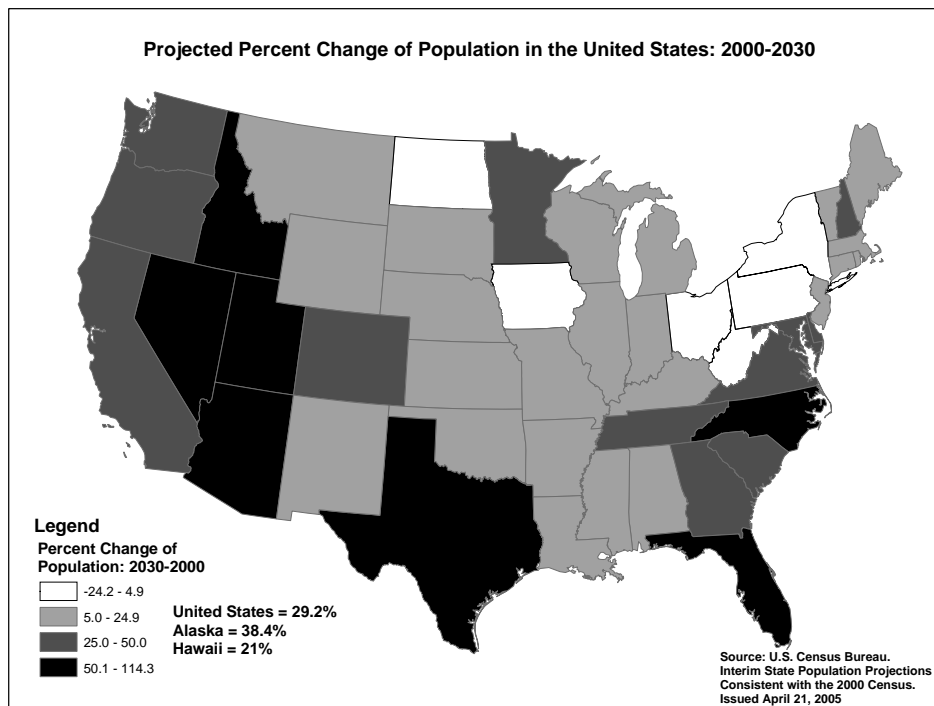 Projected Percent Change of Population in the United States: 2000-2030
Legend
Percent Change of
Population: 2030-2000
-24.2 - 4.9
5.0 - 24.9
25.0 - 50.0
50.1 - 114.3
United States = 29.2%
Alaska = 38.4%
Hawaii = 21%
Source: U.S. Census Bureau.
Interim State Population Projections
Consistent with the 2000 Census.
Issued April 21, 2005